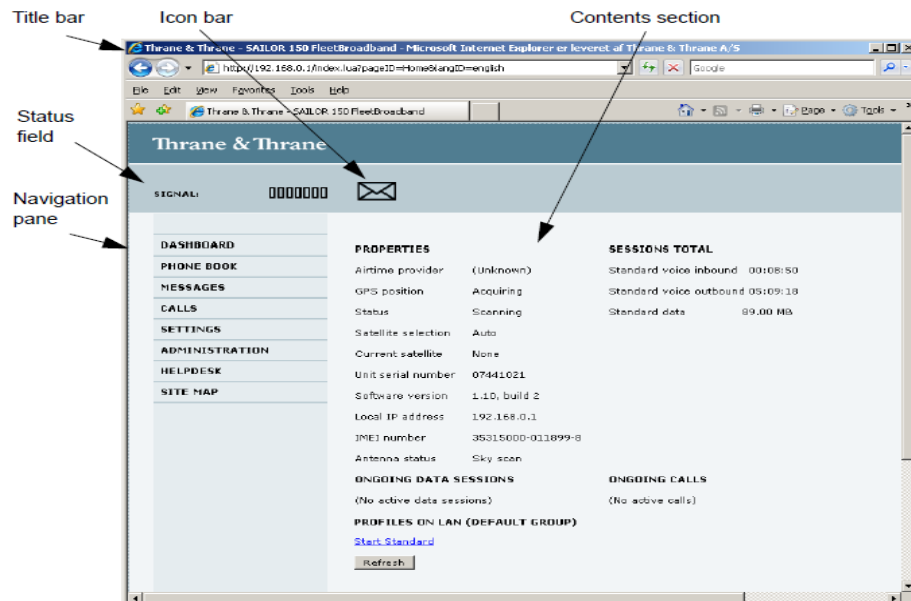 Title bar
Icon bar
Contents section
Thrane & Thrane - SAILOR 150 FleetBroadband - Microsoft Internet Explorer er leveret af Thrane & Thrane A/S
http://192.168.0.1/index.lua?pageID=Home&langID=english
Google
File Edit View Favorites Tools Help
Thrane & Thrane - SAILOR 150 FleetBroadband
Page
Tools
Status field
Thrane & Thrane
SIGNAL:
Navigation pane
DASHBOARD
PHONE BOOK
MESSAGES
CALLS
SETTINGS
ADMINISTRATION
HELPDESK
SITE MAP
PROPERTIES
Airtime provider (Unknown)
GPS position Acquiring
Status Scanning
Satellite selection Auto
Current satellite None
Unit serial number 07441021
Software version 1.10, build 2
Local IP address 192.168.0.1
IMEI number 35315000-011899-8
Antenna status Sky scan
SESSIONS TOTAL
Standard voice inbound 00:08:50
Standard voice outbound 05:09:18
Standard data 89.00 MB
ONGOING DATA SESSIONS
(No active data sessions)
ONGOING CALLS
(No active calls)
PROFILES ON LAN (DEFAULT GROUP)
Start Standard
Refresh